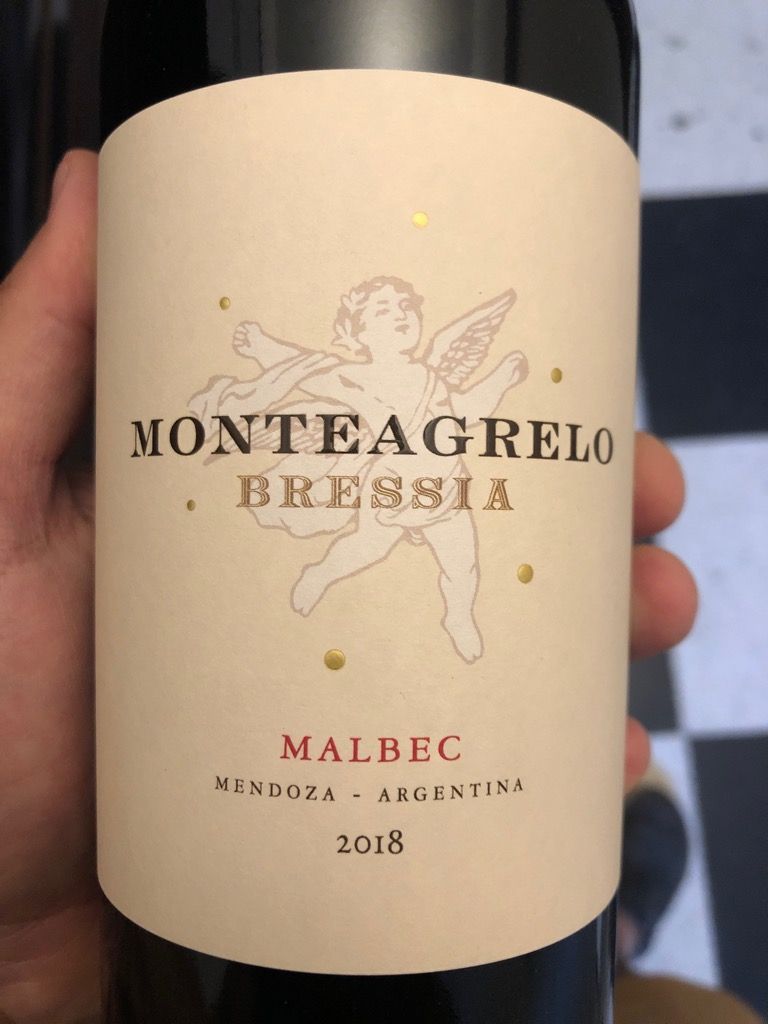 MONTEAGRELO
BRESSIA
MALBEC
MENDOZA - ARGENTINA
2018